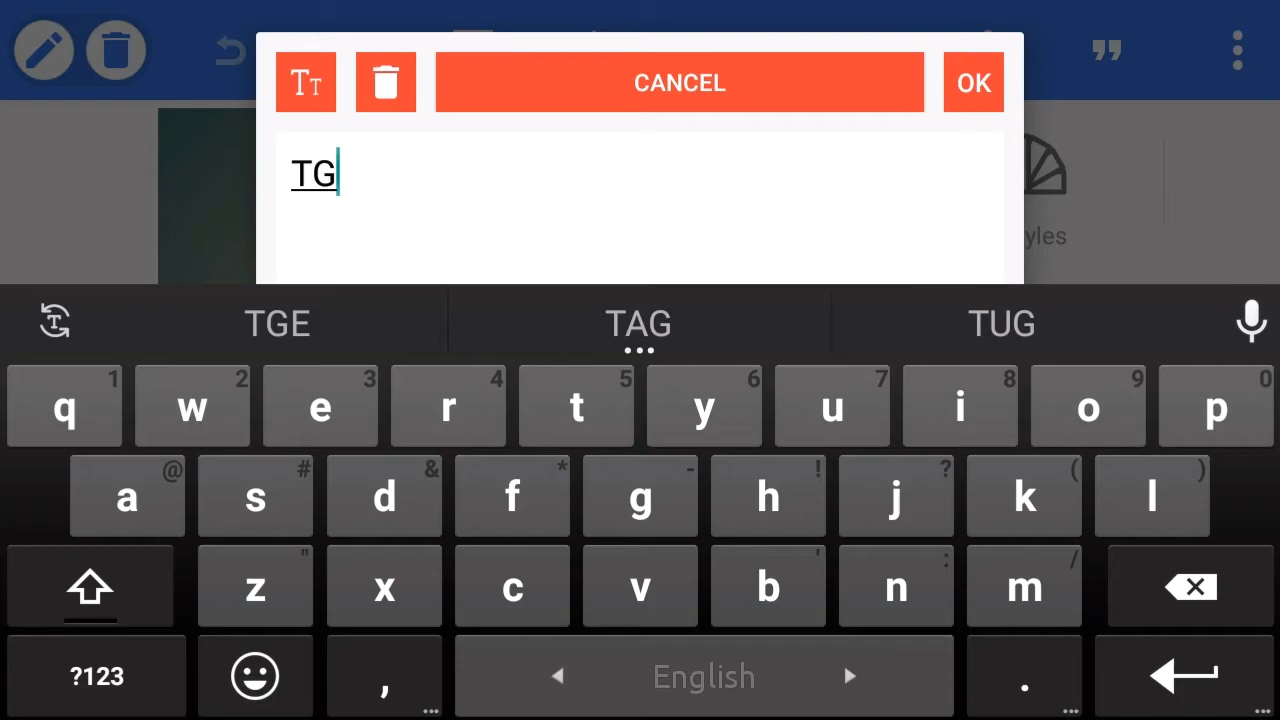 Tт
CANCEL
OK
TG
yles
T
TGE
TAG
TUG
q 1 w 2 e 3 r 4 t 5 y 6 u 7 i 8 o 9 p 0
a @ s # d & f * g - h ! j ? k ( l )
z " x c v b ' n : m /
?123 , English .